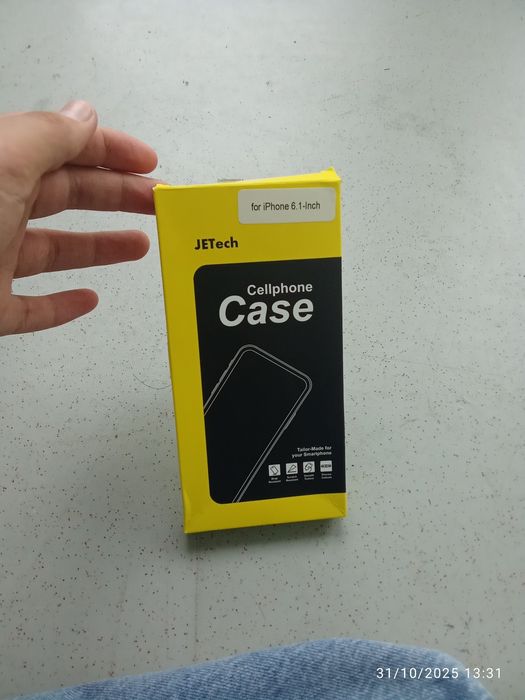 for iPhone 6.1-Inch
JETech
Cellphone
Case
Tailor-Made for
your Smartphone
31/10/2025 13:31